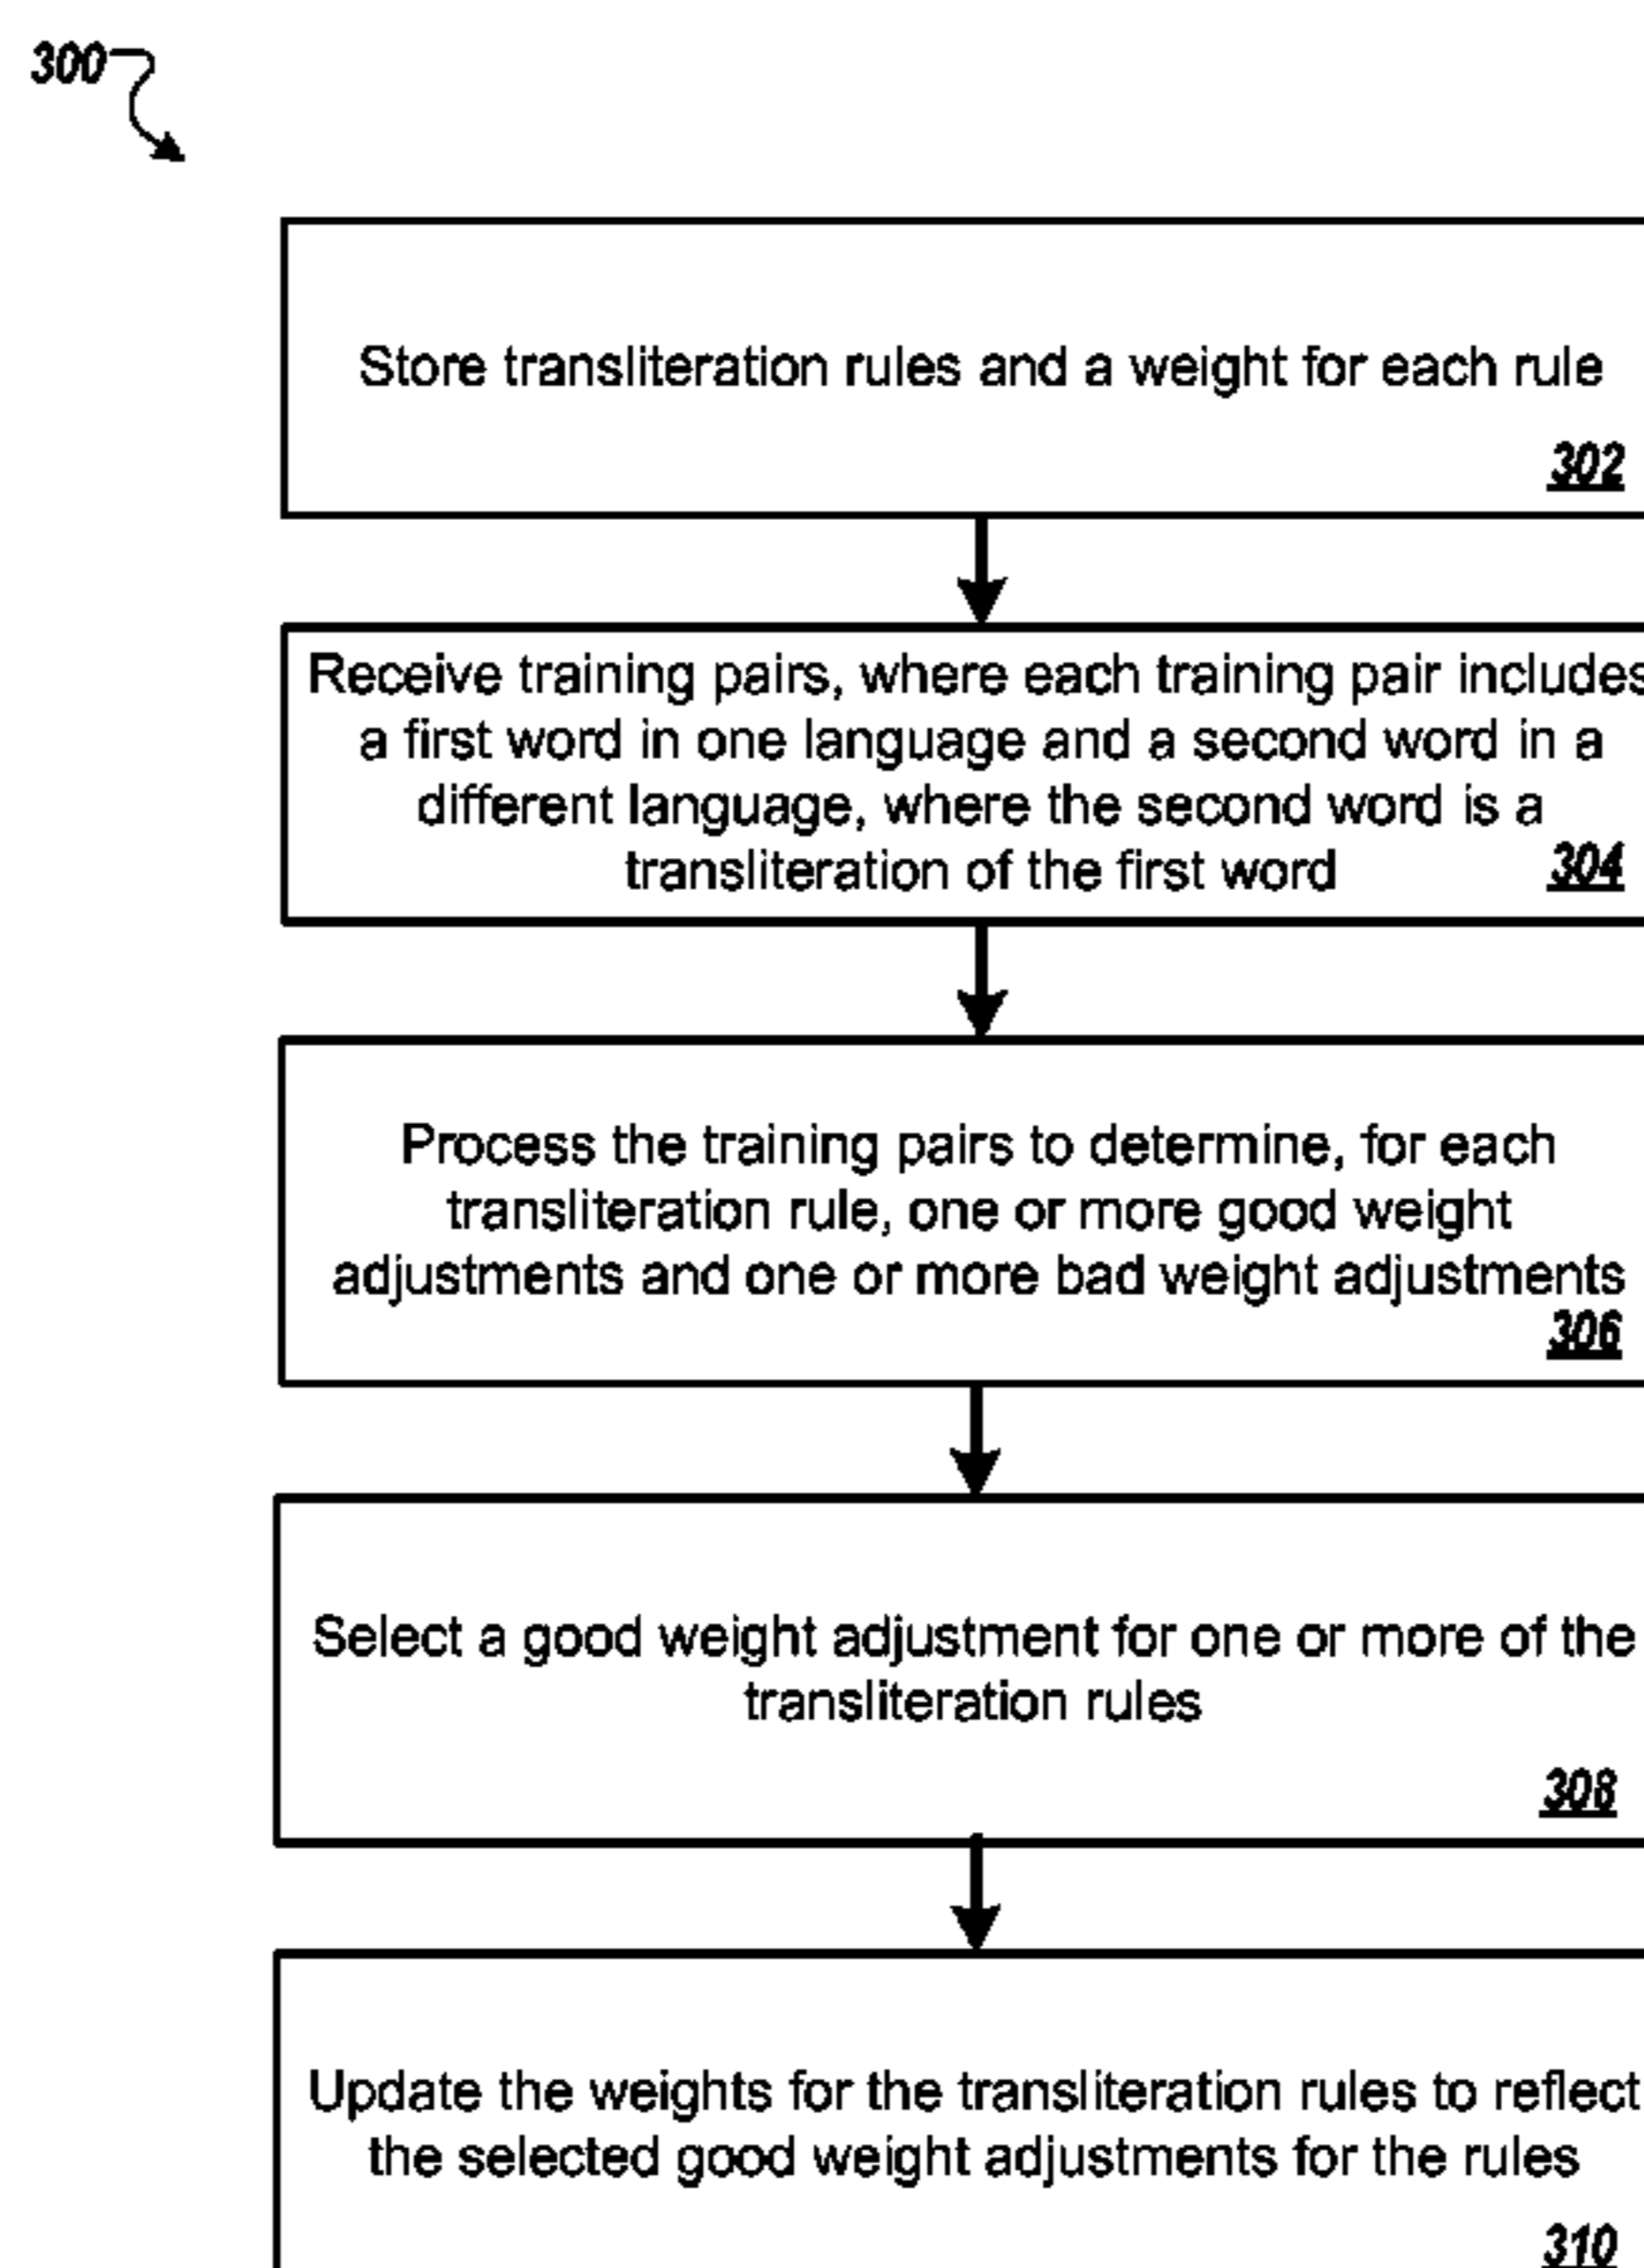 300
Store transliteration rules and a weight for each rule
302
Receive training pairs, where each training pair includes
a first word in one language and a second word in a
different language, where the second word is a
transliteration of the first word
304
Process the training pairs to determine, for each
transliteration rule, one or more good weight
adjustments and one or more bad weight adjustments
306
Select a good weight adjustment for one or more of the
transliteration rules
308
Update the weights for the transliteration rules to reflect
the selected good weight adjustments for the rules
310